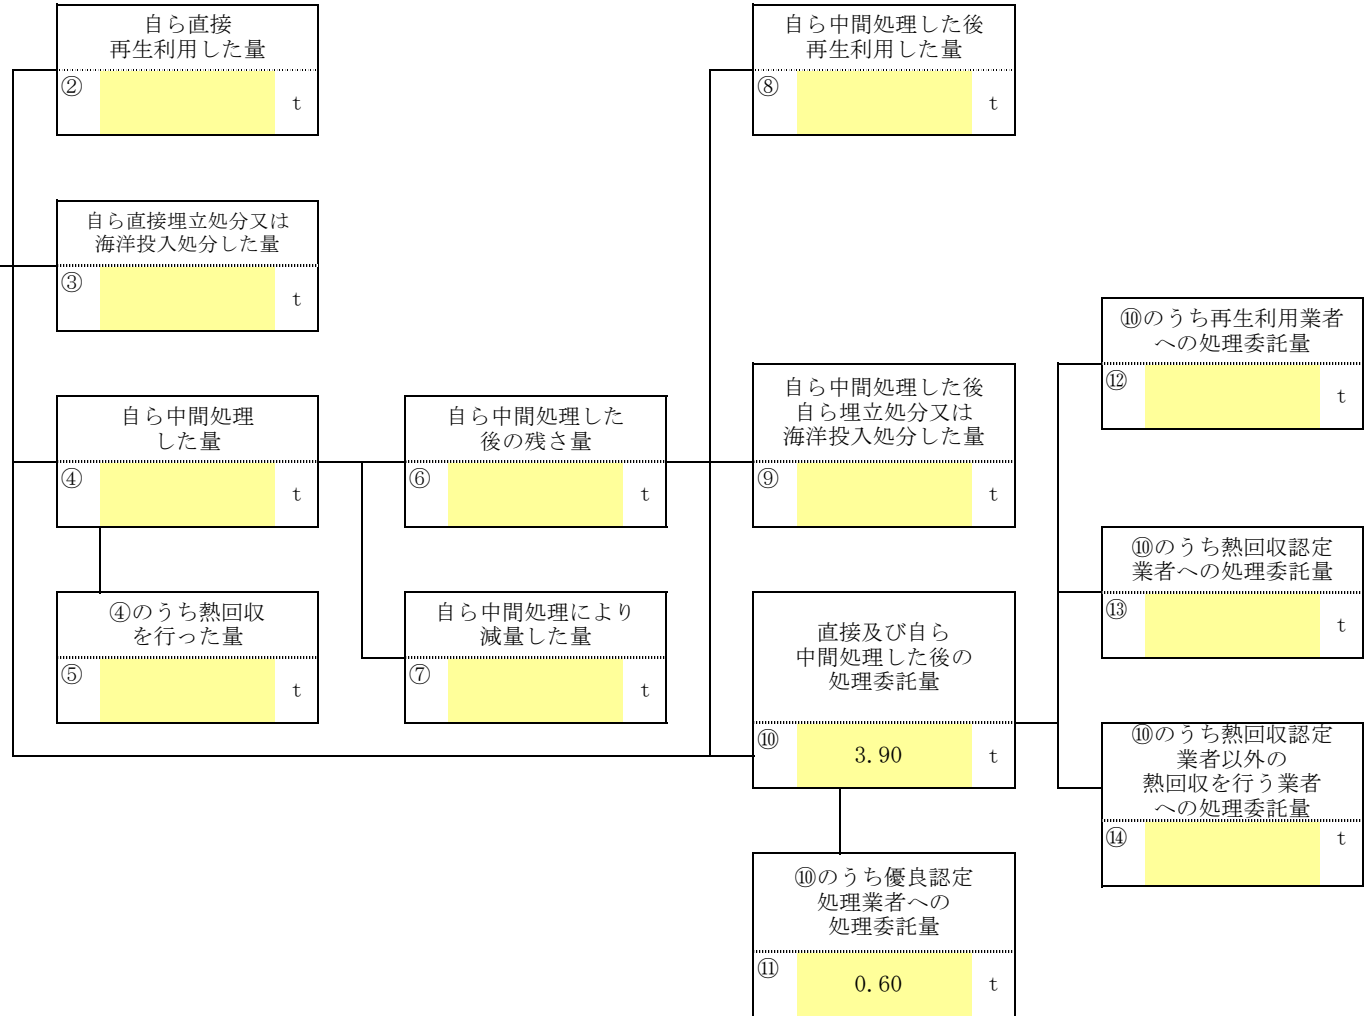 自ら直接
再生利用した量
②
t
自ら中間処理した後
再生利用した量
⑧
t
自ら直接埋立処分又は
海洋投入処分した量
③
t
⑩のうち再生利用業者
への処理委託量
⑫
t
自ら中間処理
した量
④
t
自ら中間処理した
後の残さ量
⑥
t
自ら中間処理した後
自ら埋立処分又は
海洋投入処分した量
⑨
t
⑩のうち熱回収認定
業者への処理委託量
⑬
t
④のうち熱回収
を行った量
⑤
t
自ら中間処理により
減量した量
⑦
t
直接及び自ら
中間処理した後の
処理委託量
⑩
3.90
t
⑩のうち熱回収認定
業者以外の
熱回収を行う業者
への処理委託量
⑭
t
⑩のうち優良認定
処理業者への
処理委託量
⑪
0.60
t